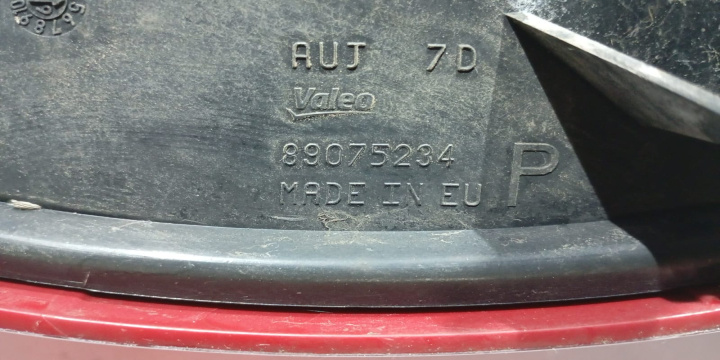 AUJ 7D
Valeo
89075234
MADE IN EU P